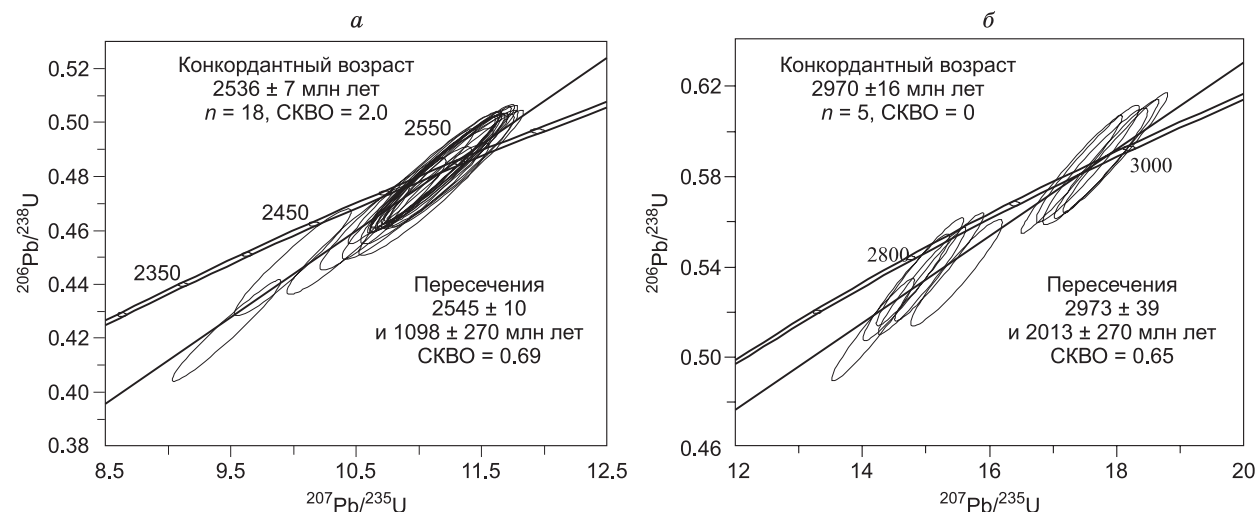 а
0.52
0.50
0.48
0.46
0.44
0.42
0.40
0.38
²⁰⁶Pb/²³⁸U
Конкордантный возраст
2536 ± 7 млн лет
n = 18, СКВО = 2.0
2550
2450
2350
Пересечения
2545 ± 10
и 1098 ± 270 млн лет
СКВО = 0.69
8.5
9.5
10.5
11.5
12.5
²⁰⁷Pb/²³⁵U
б
0.62
0.58
0.54
0.50
0.46
²⁰⁶Pb/²³⁸U
Конкордантный возраст
2970 ±16 млн лет
n = 5, СКВО = 0
3000
2800
Пересечения
2973 ± 39
и 2013 ± 270 млн лет
СКВО = 0.65
12
14
16
18
20
²⁰⁷Pb/²³⁵U